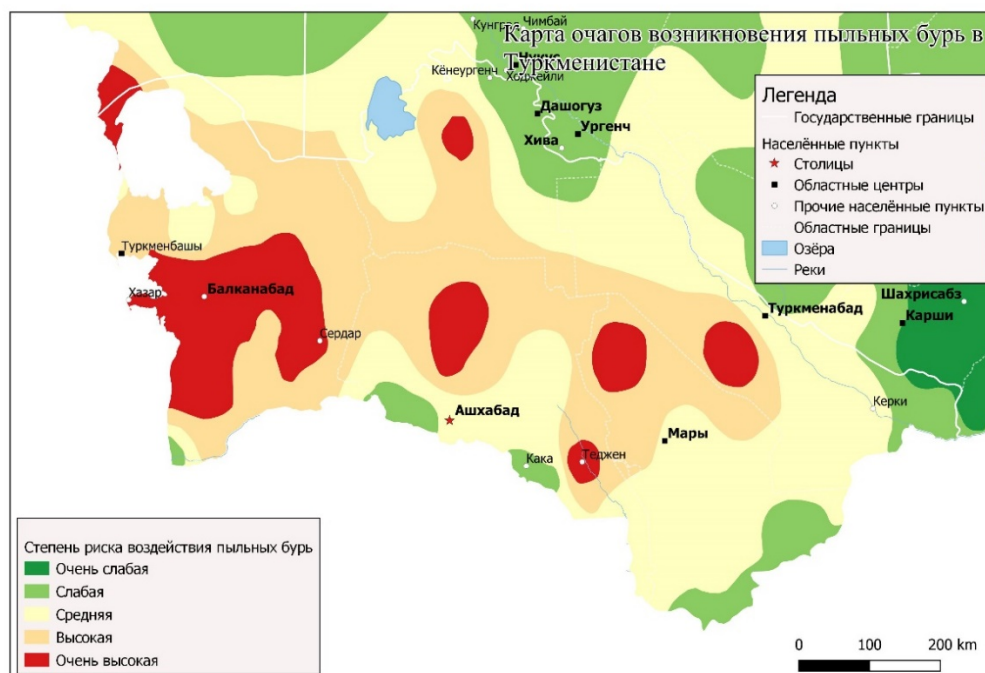 Карта очагов возникновения пыльных бурь в
Туркменистане
Кунград
Чимбай
Нукус
Кёнеургенч
Ходжейли
Дашогуз
Ургенч
Хива
Легенда
Государственные границы
Населённые пункты
Столицы
Областные центры
Прочие населённые пункты
Областные границы
Озёра
Реки
Туркменбашы
Хазар
Балканабад
Сердар
Туркменабад
Шахрисабз
Карши
Керки
Ашхабад
Мары
Кака
Теджен
Степень риска воздействия пыльных бурь
Очень слабая
Слабая
Средняя
Высокая
Очень высокая
0 100 200 km